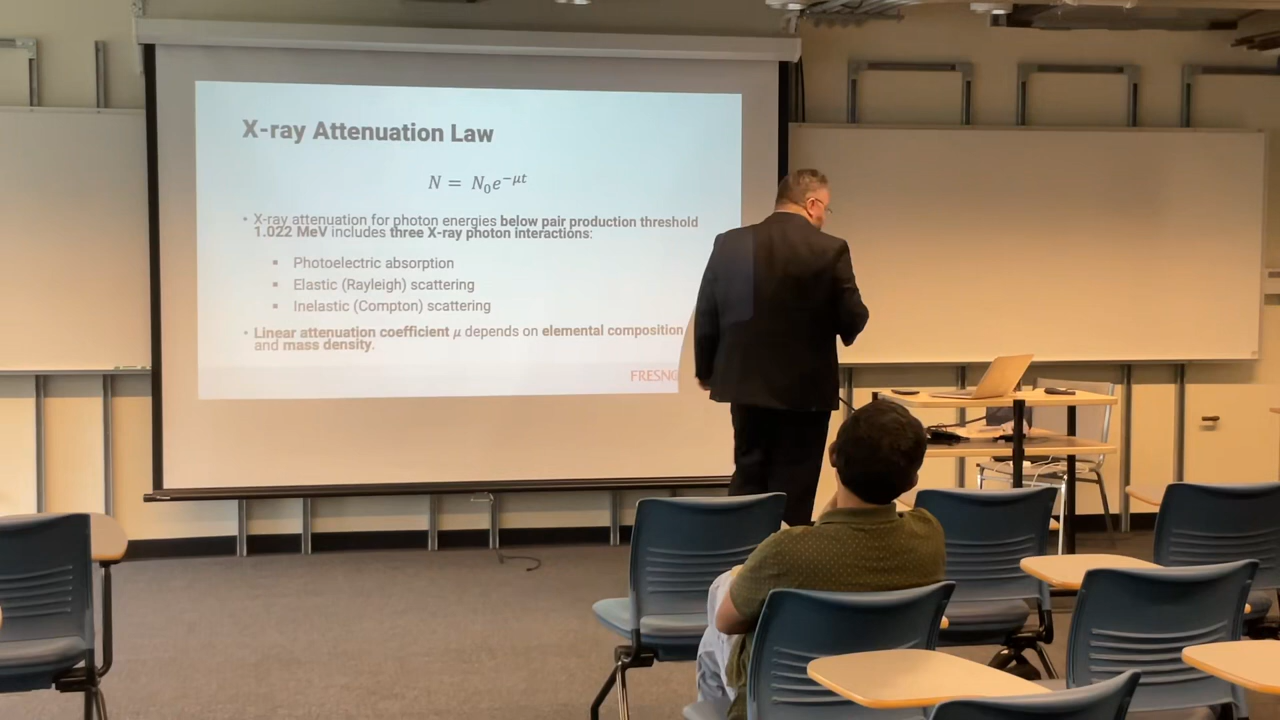 X-ray Attenuation Law
N = N₀e^−μt
• X-ray attenuation for photon energies below pair production threshold
1.022 MeV includes three X-ray photon interactions:
▪ Photoelectric absorption
▪ Elastic (Rayleigh) scattering
▪ Inelastic (Compton) scattering
• Linear attenuation coefficient μ depends on elemental composition
and mass density.
FRESNO